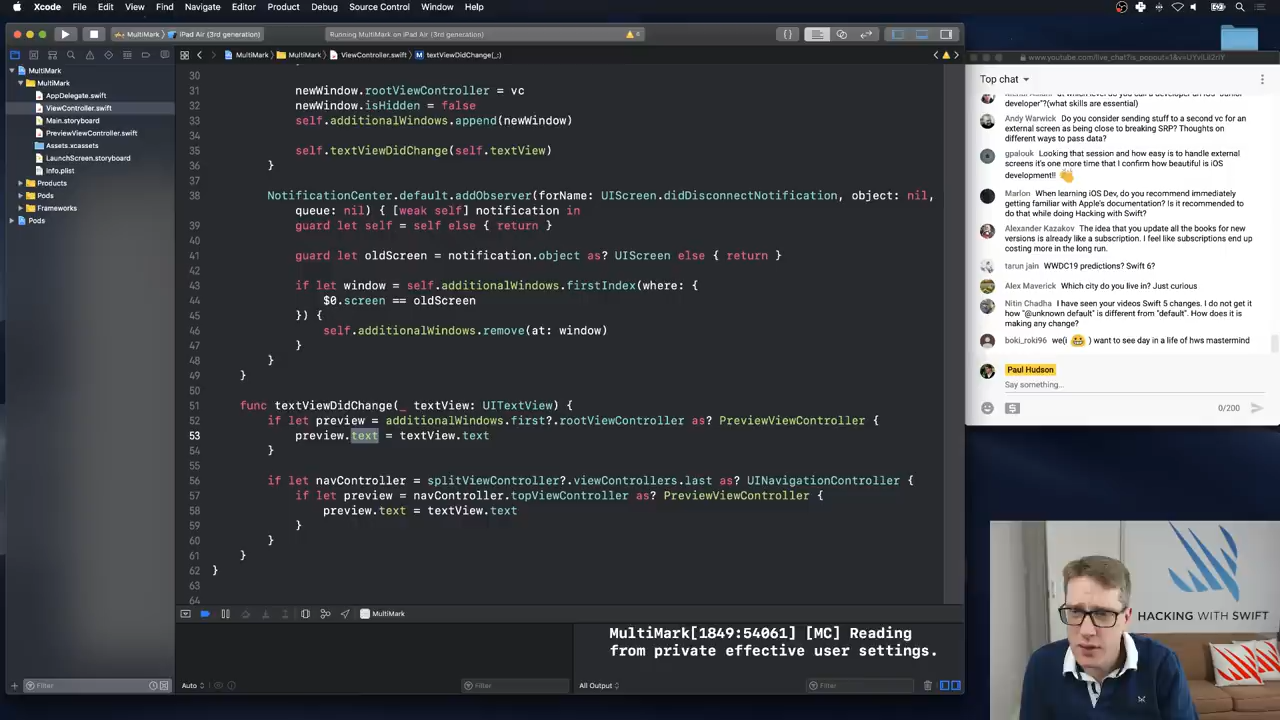 Xcode File Edit View Find Navigate Editor Product Debug Source Control Window Help
MultiMark iPad Air (3rd generation) Running MultiMark on iPad Air (3rd generation)
MultiMark MultiMark ViewController.swift textViewDidChange(_:)
MultiMark
MultiMark
AppDelegate.swift
ViewController.swift
Main.storyboard
PreviewViewController.swift
Assets.xcassets
LaunchScreen.storyboard
Info.plist
Products
Pods
Frameworks
Pods
Filter
30
31 newWindow.rootViewController = vc
32 newWindow.isHidden = false
33 self.additionalWindows.append(newWindow)
34
35 self.textViewDidChange(self.textView)
36 }
37
38 NotificationCenter.default.addObserver(forName: UIScreen.didDisconnectNotification, object: nil,
queue: nil) { [weak self] notification in
39 guard let self = self else { return }
40
41 guard let oldScreen = notification.object as? UIScreen else { return }
42
43 if let window = self.additionalWindows.firstIndex(where: {
44 $0.screen == oldScreen
45 }) {
46 self.additionalWindows.remove(at: window)
47 }
48 }
49 }
50
51 func textViewDidChange(_ textView: UITextView) {
52 if let preview = additionalWindows.first?.rootViewController as? PreviewViewController {
53 preview.text = textView.text
54 }
55
56 if let navController = splitViewController?.viewControllers.last as? UINavigationController {
57 if let preview = navController.topViewController as? PreviewViewController {
58 preview.text = textView.text
59 }
60 }
61 }
62 }
63
64
MultiMark
MultiMark[1849:54061] [MC] Reading
from private effective user settings.
Auto Filter All Output Filter
Top chat
developer"?(what skills are essential)
Andy Warwick Do you consider sending stuff to a second vc for an
external screen as being close to breaking SRP? Thoughts on
different ways to pass data?
gpalouk Looking that session and how easy is to handle external
screens it's one more time that I confirm how beautiful is iOS
development!! 👏
Marlon When learning iOS Dev, do you recommend immediately
getting familiar with Apple's documentation? Is it recommended to
do that while doing Hacking with Swift?
Alexander Kazakov The idea that you update all the books for new
versions is already like a subscription. I feel like subscriptions end up
costing more in the long run.
tarun jain WWDC19 predictions? Swift 6?
Alex Maverick Which city do you live in? Just curious
Nitin Chadha I have seen your videos Swift 5 changes. I do not get it
how "@unknown default" is different from "default". How does it is
making any change?
boki_roki96 we(i 😁 ) want to see day in a life of hws mastermind
Paul Hudson
Say something...
0/200
HACKING WITH SWIFT